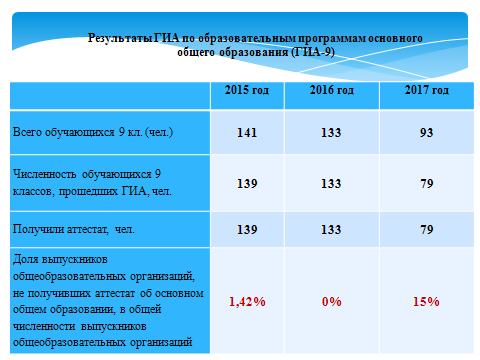 Результаты ГИА по образовательным программам основного
общего образования (ГИА-9)
2015 год 2016 год 2017 год
Всего обучающихся 9 кл. (чел.) 141 133 93
Численность обучающихся 9
классов, прошедших ГИА, чел. 139 133 79
Получили аттестат, чел. 139 133 79
Доля выпускников
общеобразовательных организаций,
не получивших аттестат об основном
общем образовании, в общей 1,42% 0% 15%
численности выпускников
общеобразовательных организаций